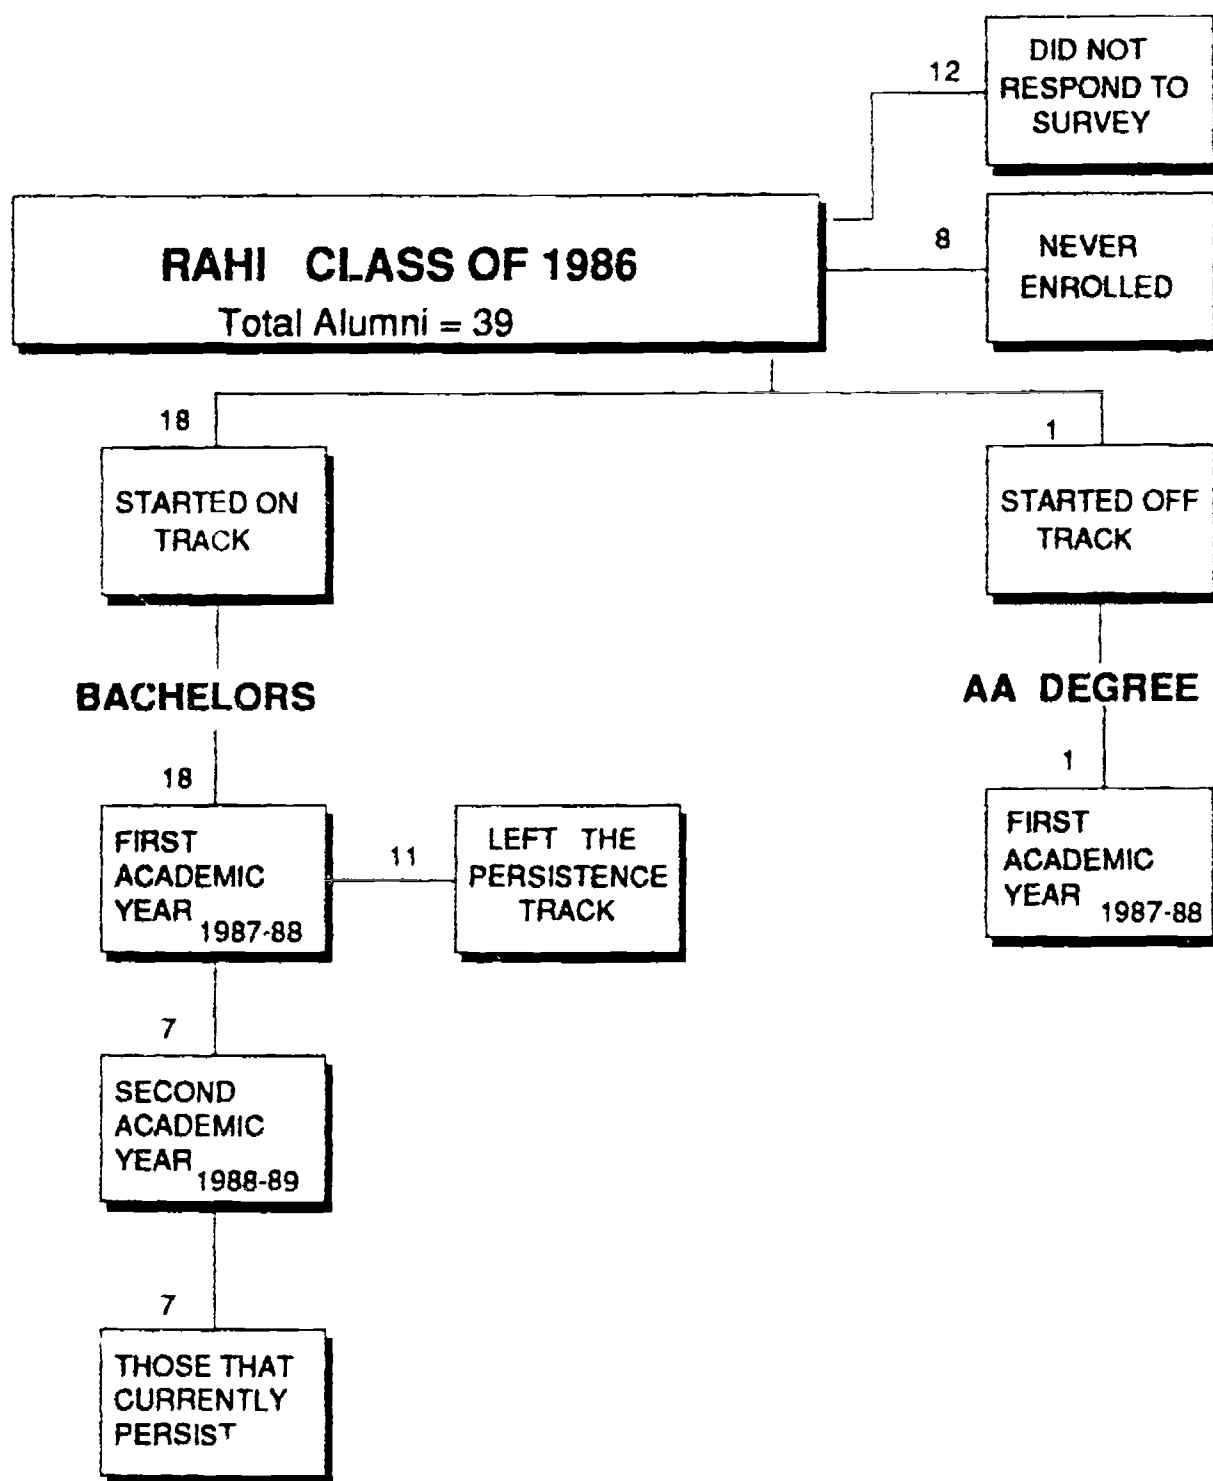 12
DID NOT
RESPOND TO
SURVEY
RAHI CLASS OF 1986
Total Alumni = 39
8
NEVER
ENROLLED
18
STARTED ON
TRACK
1
STARTED OFF
TRACK
BACHELORS
AA DEGREE
18
FIRST
ACADEMIC
YEAR 1987-88
11
LEFT THE
PERSISTENCE
TRACK
1
FIRST
ACADEMIC
YEAR 1987-88
7
SECOND
ACADEMIC
YEAR 1988-89
7
THOSE THAT
CURRENTLY
PERSIST